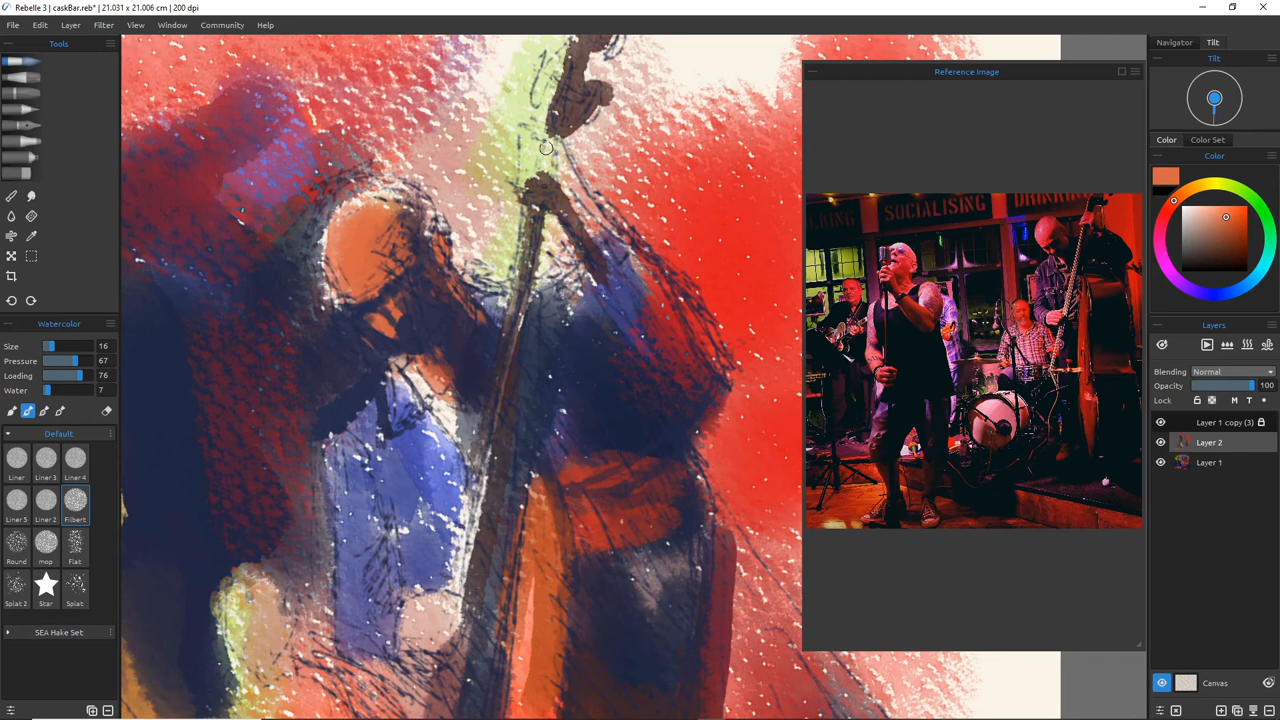 Rebelle 3 | caskBar.reb* | 21.031 x 21.006 cm | 200 dpi
File Edit Layer Filter View Window Community Help
Tools
Watercolor
Size 16
Pressure 67
Loading 76
Water 7
Default
Liner Liner 3 Liner 4
Liner 5 Liner 2 Filbert
Round mop Flat
Splat 2 Star Splat
SEA Hake Set
Reference Image
SOCIALISING DRINKING
Navigator Tilt
Tilt
Color Color Set
Color
Layers
Blending Normal
Opacity 100
Lock M T
Layer 1 copy (3)
Layer 2
Layer 1
Canvas